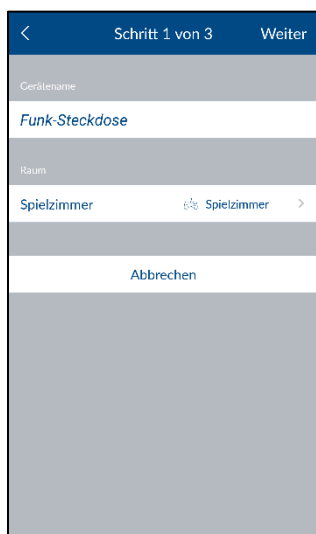 Schritt 1 von 3 Weiter
Gerätename
Funk-Steckdose
Raum
Spielzimmer Spielzimmer
Abbrechen